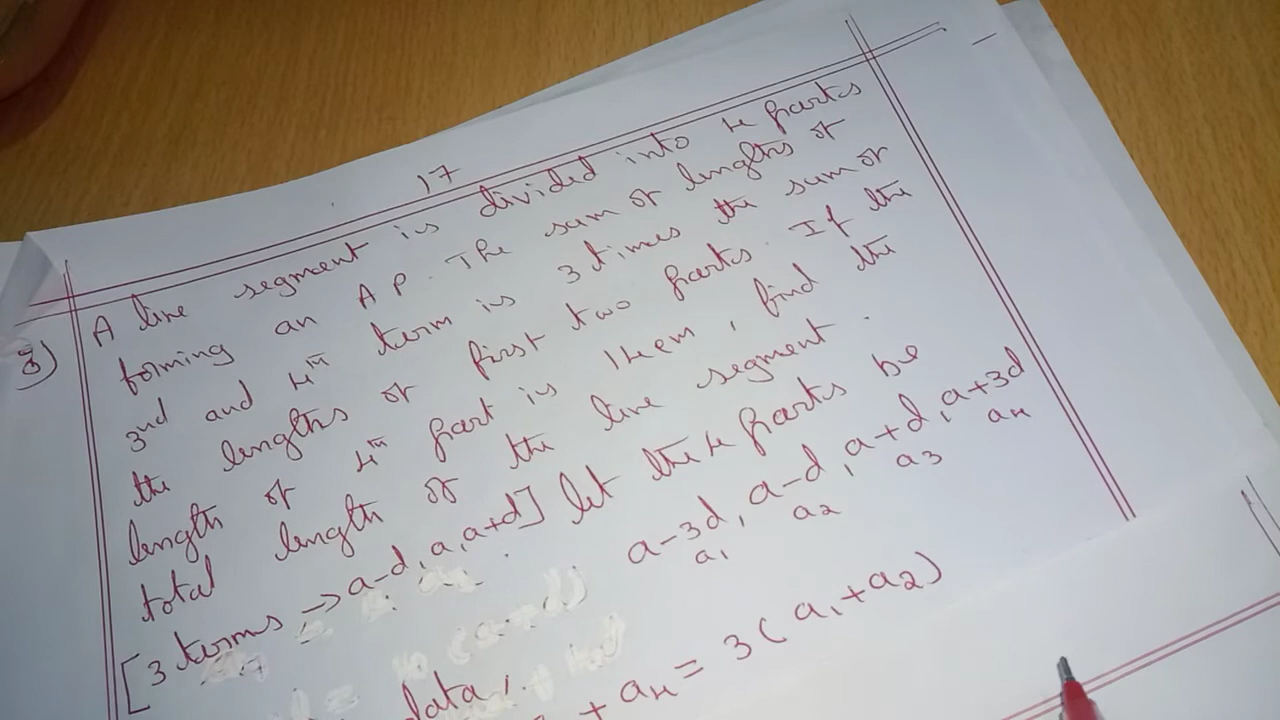 17
8) A line segment is divided into 4 parts
forming an A P. The sum of lengths of
3rd and 4th term is 3 times the sum of
the lengths of first two parts. If the
length of 4th part is 14cm, find the
total length of the line segment.
[3 terms → a-d, a, a+d] let the 4 parts be
a-3d, a-d, a+d, a+3d
a1 a2 a3 a4
data,
+ a4 = 3(a1+a2)